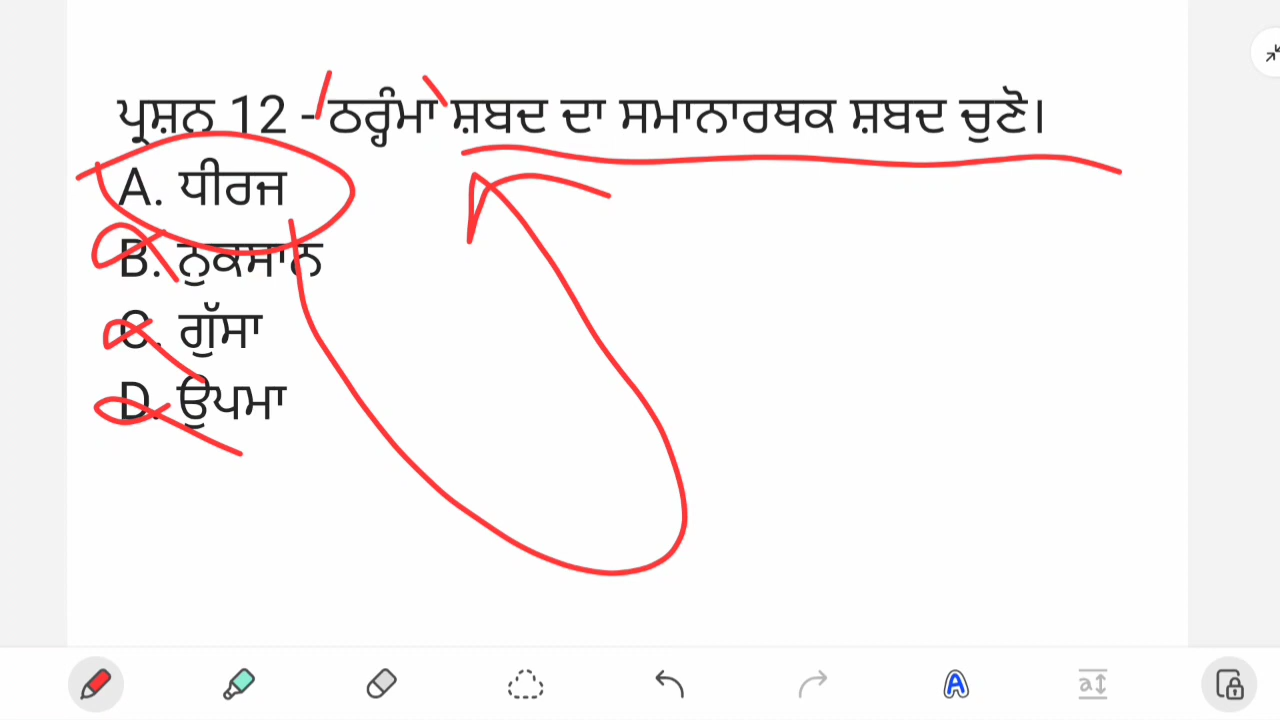 ਪ੍ਰਸ਼ਨ 12 - 'ਠਰ੍ਹੰਮਾ' ਸ਼ਬਦ ਦਾ ਸਮਾਨਾਰਥਕ ਸ਼ਬਦ ਚੁਣੋ।
A. ਧੀਰਜ
B. ਨੁਕਸਾਨ
C. ਗੁੱਸਾ
D. ਉਪਮਾ
A a